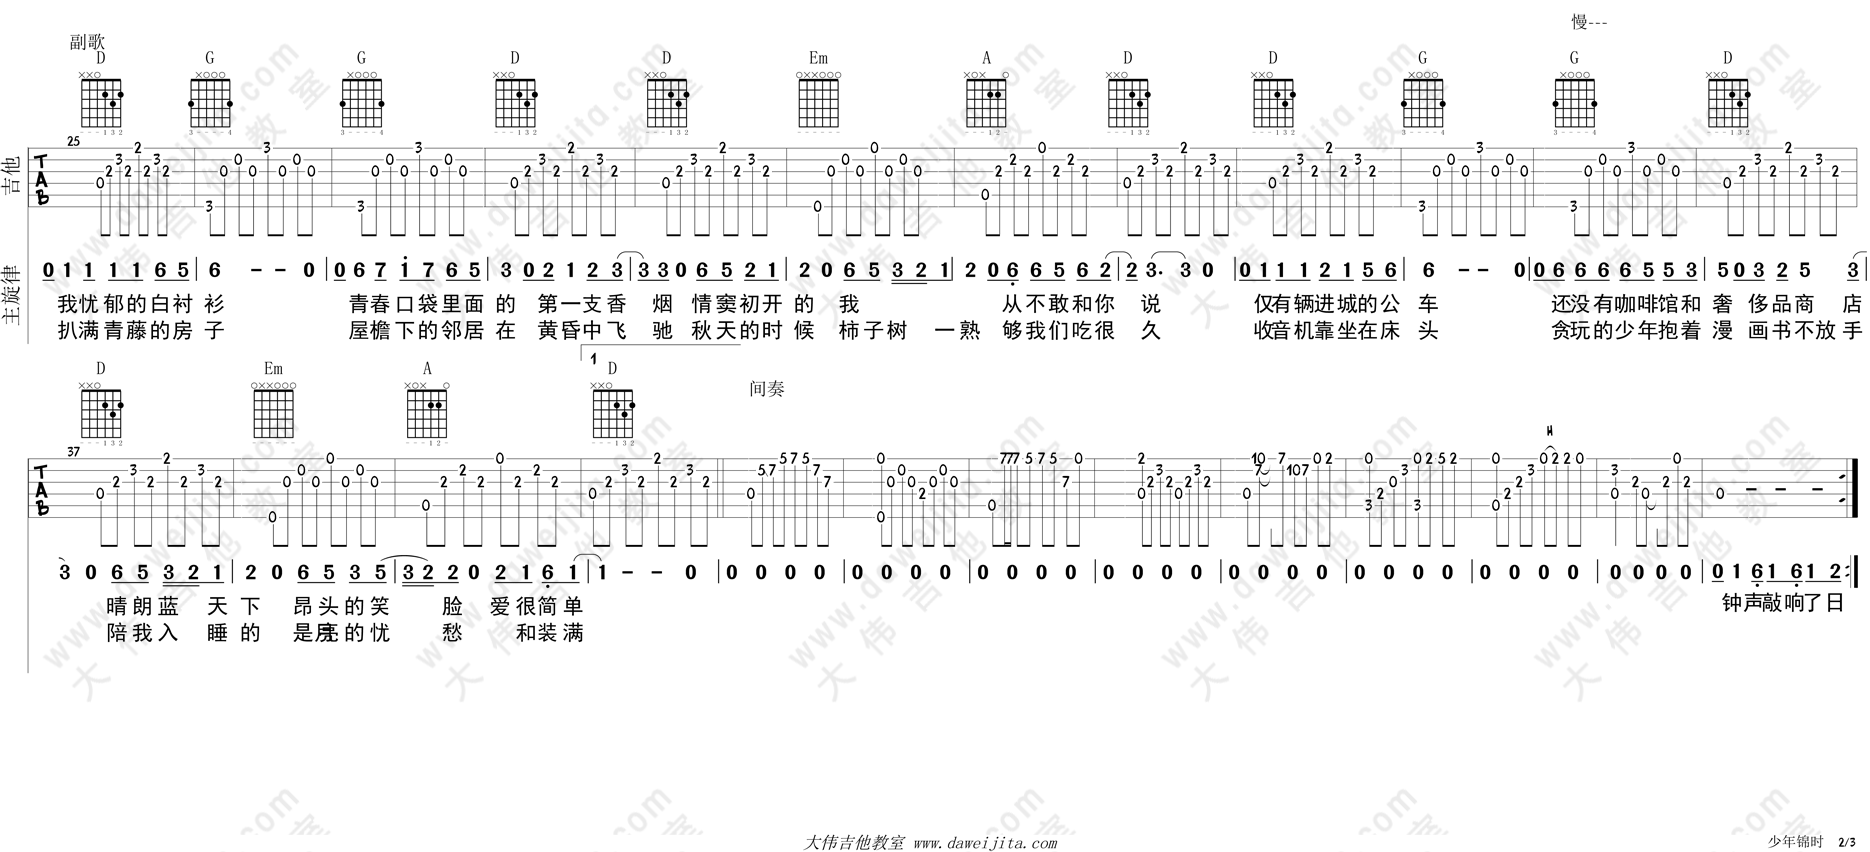 慢---
副歌
D G G D D Em A D D G G D
25
吉他
TAB
主旋律
0 1 1 1 1 6 5 | 6 - - 0 | 0 6 7 1 7 6 5 | 3 0 2 1 2 3 | 3 3 0 6 5 2 1 | 2 0 6 5 3 2 1 | 2 0 6 6 5 6 2 | 2 3. 3 0 | 0 1 1 1 2 1 5 6 | 6 - - 0 | 0 6 6 6 6 5 5 3 | 5 0 3 2 5 3
我忧郁的白衬衫 青春口袋里面的 第一支香 烟 情窦初开的 我 从不敢和你 说 仅有辆进城的公 车 还没有咖啡馆和 奢 侈品商 店
扒满青藤的房子 屋檐下的邻居在 黄昏中飞 驰 秋天的时候 柿子树 一熟 够我们吃很 久 收音机靠坐在床 头 贪玩的少年抱着 漫 画书不放手
1
D Em A D
间奏
H
37
TAB
3 0 6 5 3 2 1 | 2 0 6 5 3 5 | 3 2 2 0 2 1 6 1 | 1 - - 0 | 0 0 0 0 | 0 0 0 0 | 0 0 0 0 | 0 0 0 0 | 0 0 0 0 | 0 0 0 0 | 0 0 0 0 | 0 0 0 0 | 0 1 6 1 6 1 2
晴朗蓝 天下 昂头的笑 脸 爱很简单 钟声敲响了日
陪我入 睡的 是月亮的忧 愁 和装满
大伟吉他教室 www.daweijita.com
少年锦时 2/3